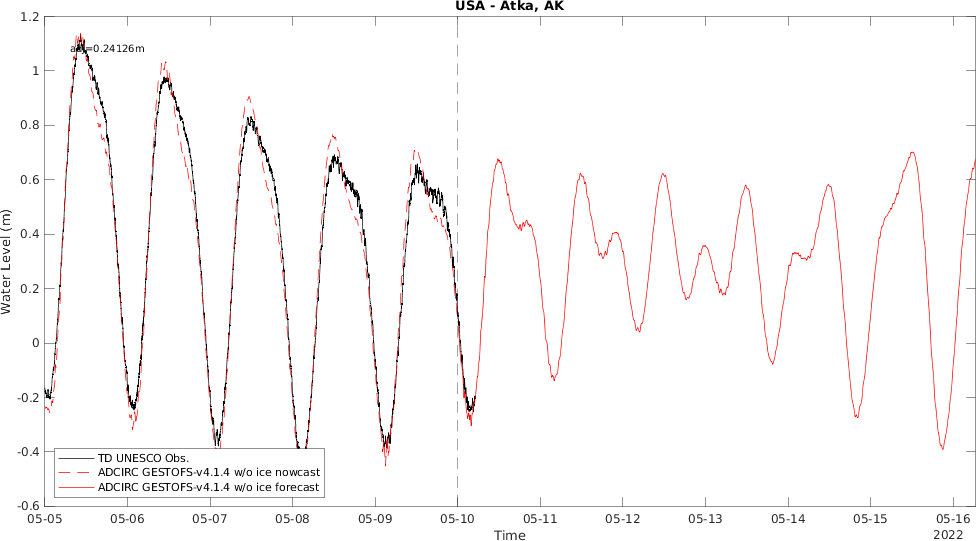 USA - Atka, AK
1.2
1
0.8
0.6
0.4
0.2
0
-0.2
-0.4
-0.6
Water Level (m)
=0.24126m
TD UNESCO Obs.
ADCIRC GESTOFS-v4.1.4 w/o ice nowcast
ADCIRC GESTOFS-v4.1.4 w/o ice forecast
05-05 05-06 05-07 05-08 05-09 05-10 05-11 05-12 05-13 05-14 05-15 05-16
Time
2022